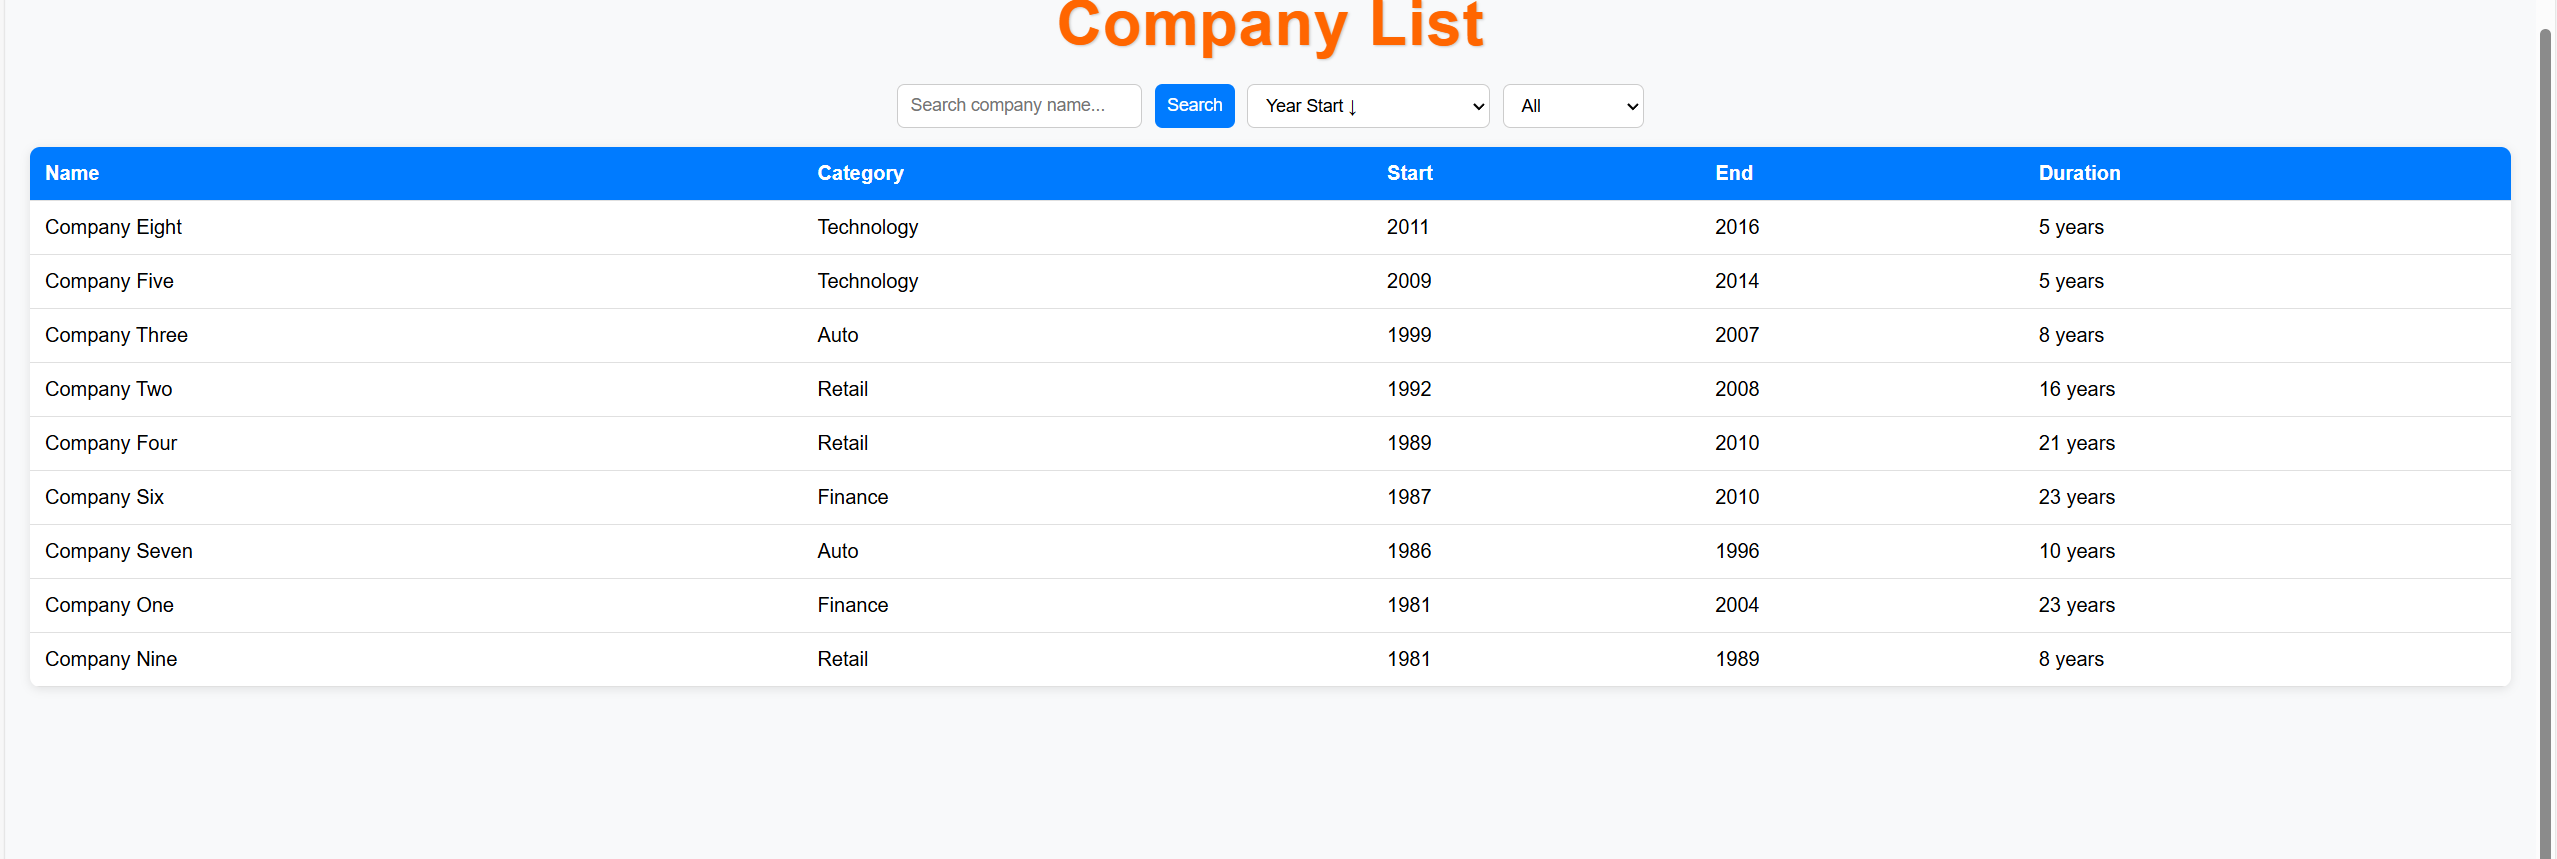 Company List
Search company name... Search Year Start ↓ All
Name Category Start End Duration
Company Eight Technology 2011 2016 5 years
Company Five Technology 2009 2014 5 years
Company Three Auto 1999 2007 8 years
Company Two Retail 1992 2008 16 years
Company Four Retail 1989 2010 21 years
Company Six Finance 1987 2010 23 years
Company Seven Auto 1986 1996 10 years
Company One Finance 1981 2004 23 years
Company Nine Retail 1981 1989 8 years